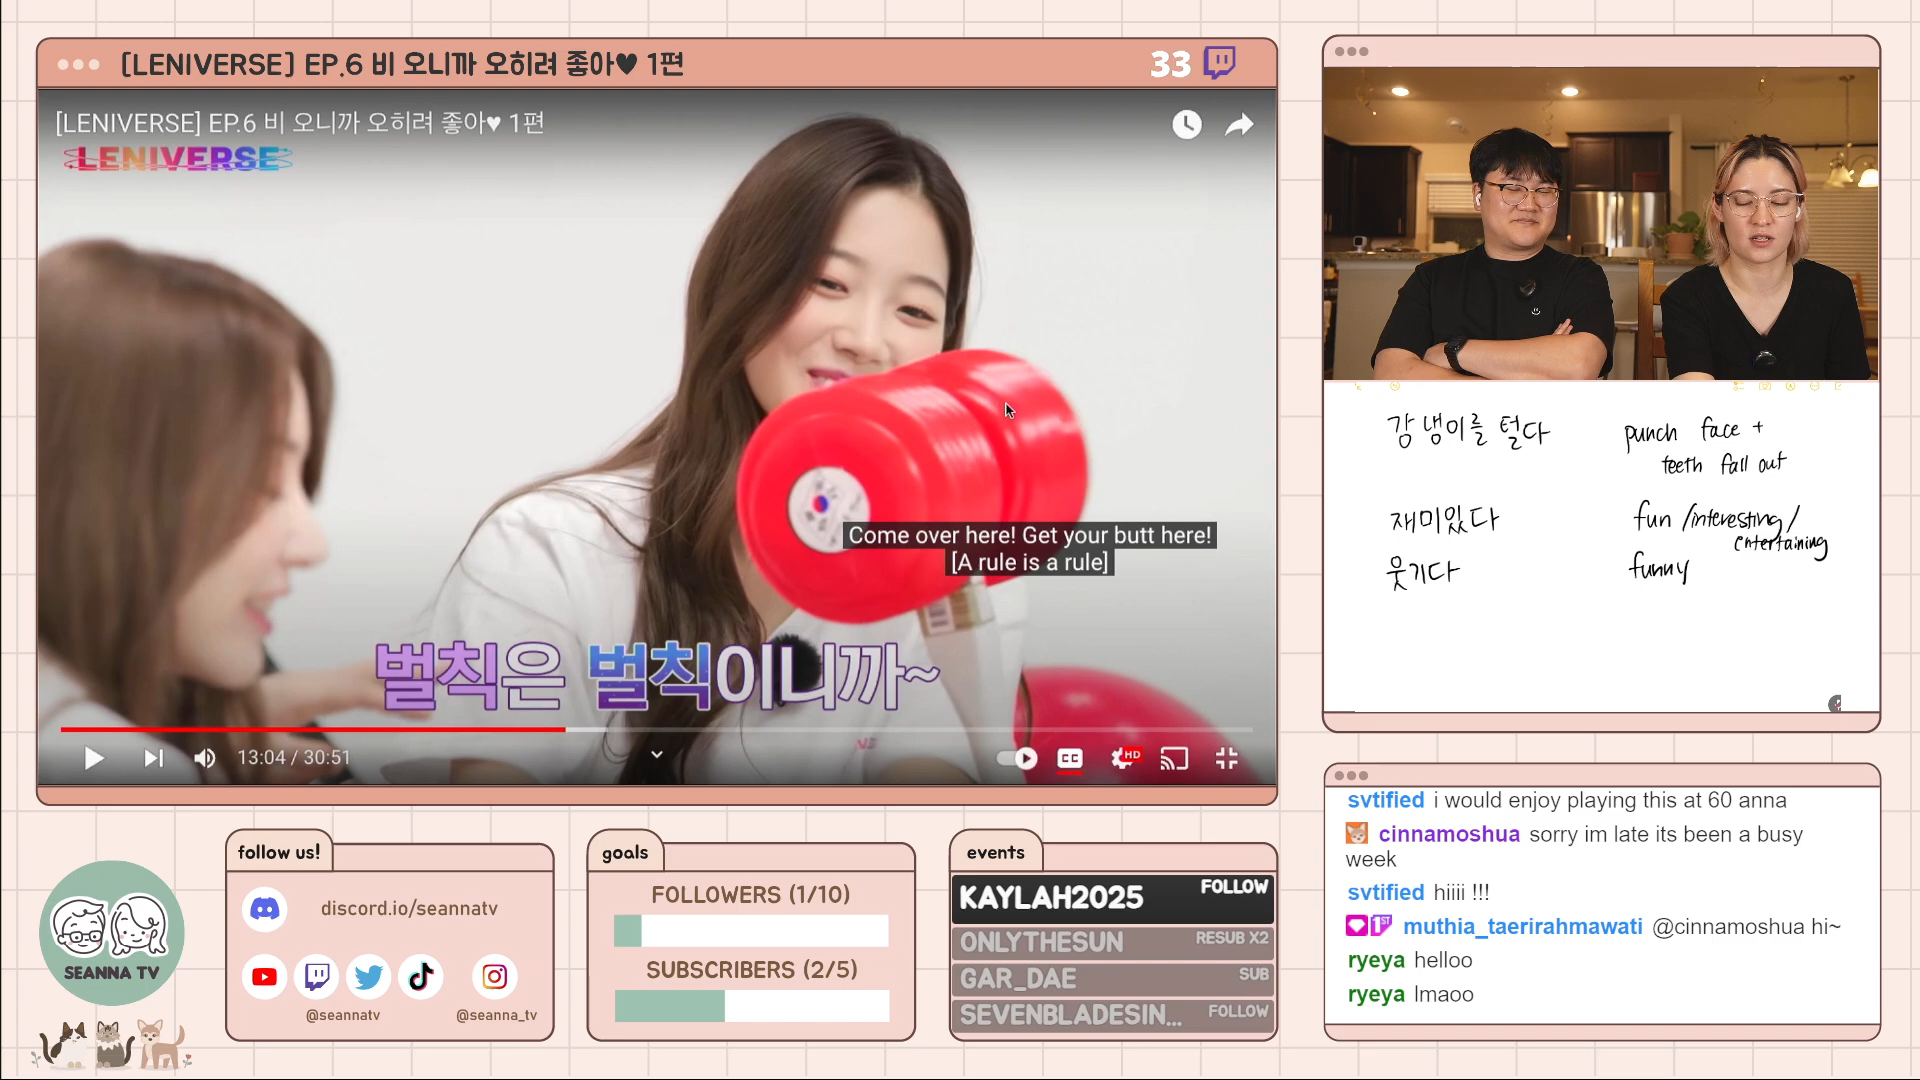 [LENIVERSE] EP.6 비 오니까 오히려 좋아♥ 1편
33
[LENIVERSE] EP.6 비 오니까 오히려 좋아♥ 1편
LENIVERSE
Come over here! Get your butt here!
[A rule is a rule]
벌칙은 벌칙이니까~
13:04 / 30:51
CC
HD
강냉이를 털다
punch face +
teeth fall out
재미있다
fun /interesting/
entertaining
웃기다
funny
svtified i would enjoy playing this at 60 anna
cinnamoshua sorry im late its been a busy
week
svtified hiiii !!!
1ST muthia_taerirahmawati @cinnamoshua hi~
ryeya helloo
ryeya lmaoo
SEANNA TV
follow us!
discord.io/seannatv
@seannatv
@seanna_tv
goals
FOLLOWERS (1/10)
SUBSCRIBERS (2/5)
events
KAYLAH2025 FOLLOW
ONLYTHESUN RESUB X2
GAR_DAE SUB
SEVENBLADESIN... FOLLOW